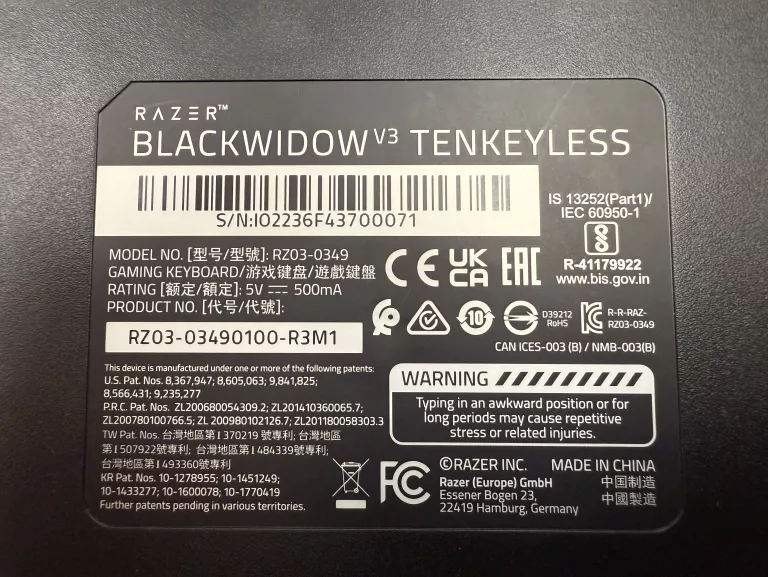 RAZER™
BLACKWIDOW V3 TENKEYLESS
S/N:IO2236F43700071
IS 13252(Part1)/
IEC 60950-1
R-41179922
www.bis.gov.in
MODEL NO. [型号/型號]: RZ03-0349
GAMING KEYBOARD/游戏键盘/遊戲鍵盤
RATING [额定/額定]: 5V ⎓ 500mA
PRODUCT NO. [代号/代號]:
RZ03-03490100-R3M1
CE UK CA EAC
10
D39212
RoHS
R-R-RAZ-
RZ03-0349
CAN ICES-003 (B) / NMB-003(B)
This device is manufactured under one or more of the following patents:
U.S. Pat. Nos. 8,367,947; 8,605,063; 9,841,825;
8,566,431; 9,235,277
P.R.C. Pat. Nos. ZL200680054309.2; ZL201410360065.7;
ZL200780100766.5; ZL 200980102126.7; ZL201180058303.3
TW Pat. Nos. 台灣地區第 I 370219 號專利; 台灣地區
第 I 507922號專利; 台灣地區第 I 484339號專利;
台灣地區第 I 493360號專利
KR Pat. Nos. 10-1278955; 10-1451249;
10-1433277; 10-1600078; 10-1770419
Further patents pending in various territories.
WARNING
Typing in an awkward position or for
long periods may cause repetitive
stress or related injuries.
FC
©RAZER INC.
Razer (Europe) GmbH
Essener Bogen 23,
22419 Hamburg, Germany
MADE IN CHINA
中国制造
中國製造